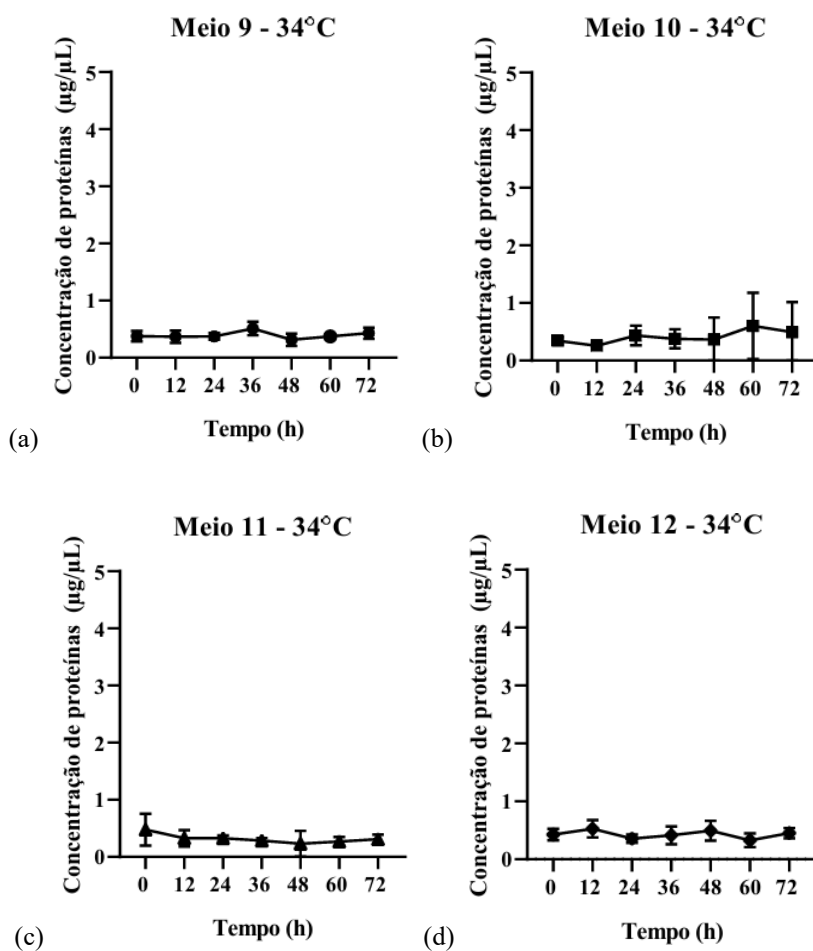 Meio 9 - 34°C
Concentração de proteínas (µg/µL)
5
4
3
2
1
0
0 12 24 36 48 60 72
Tempo (h)
(a)
Meio 10 - 34°C
Concentração de proteínas (µg/µL)
5
4
3
2
1
0
0 12 24 36 48 60 72
Tempo (h)
(b)
Meio 11 - 34°C
Concentração de proteínas (µg/µL)
5
4
3
2
1
0
0 12 24 36 48 60 72
Tempo (h)
(c)
Meio 12 - 34°C
Concentração de proteínas (µg/µL)
5
4
3
2
1
0
0 12 24 36 48 60 72
Tempo (h)
(d)